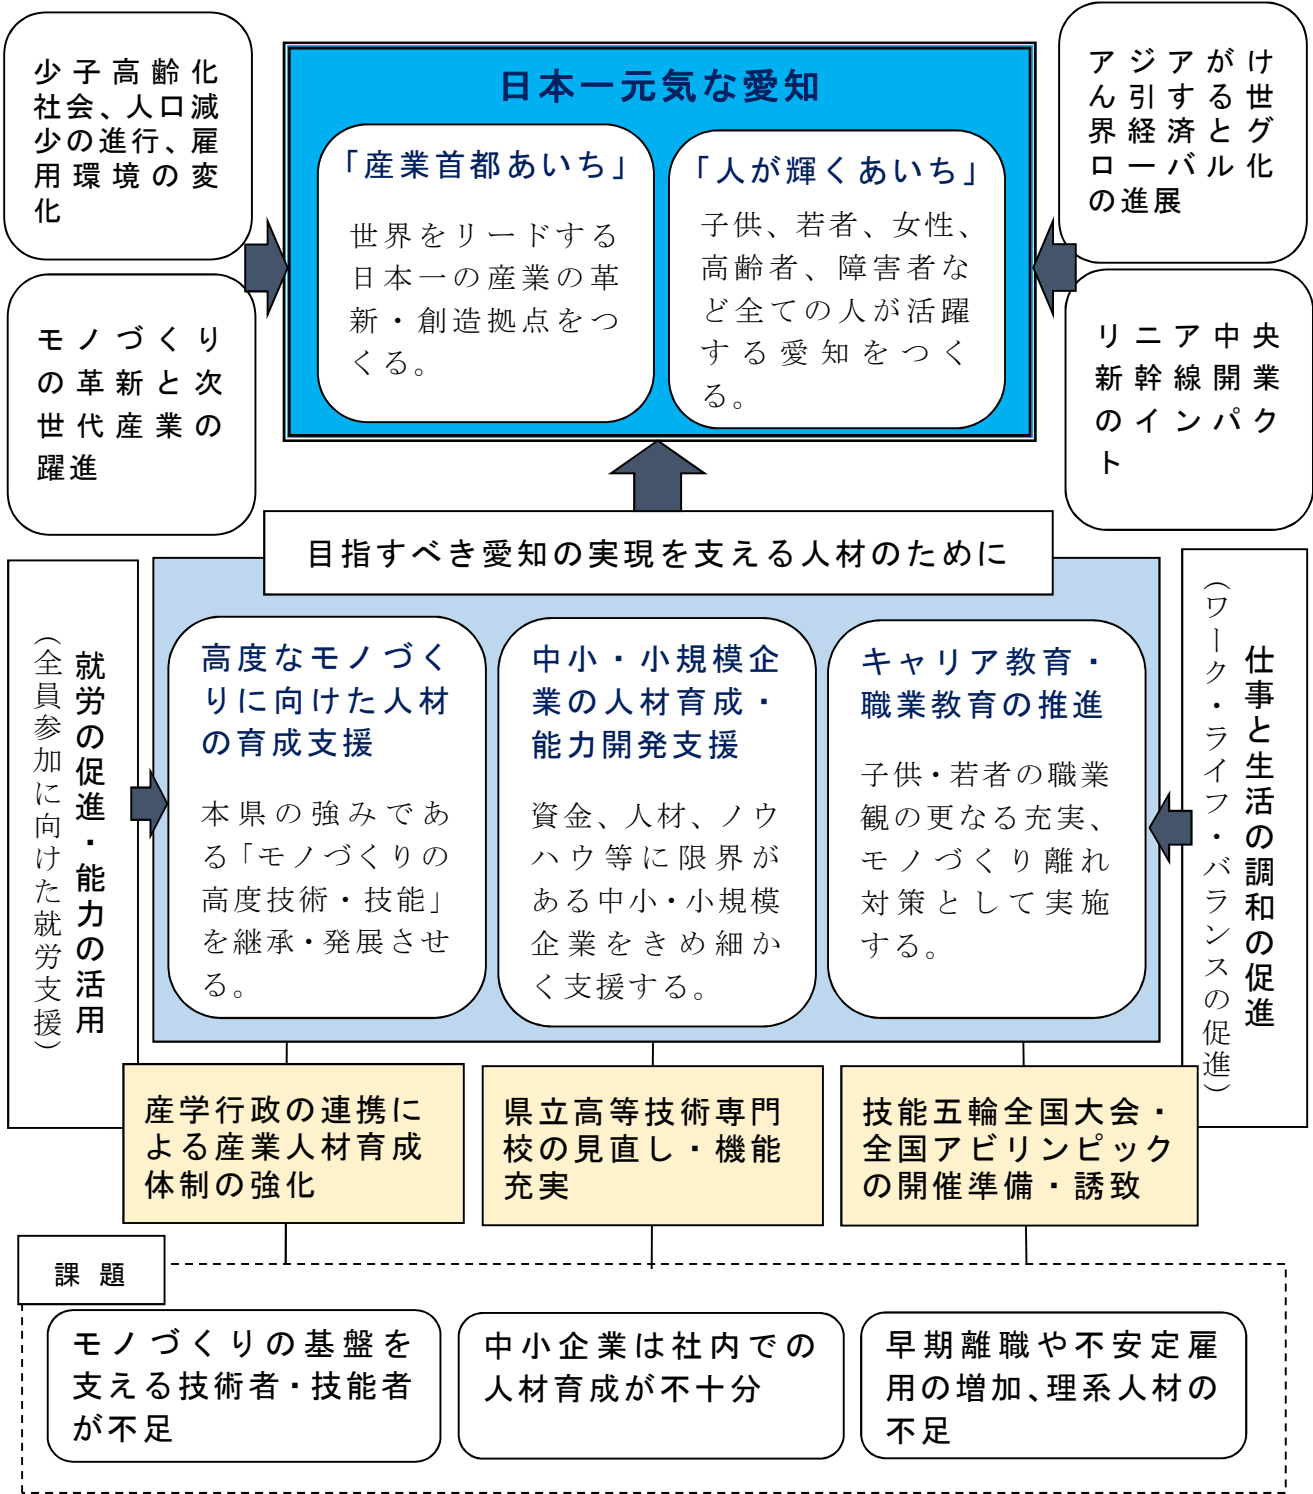 少子高齢化
社会、人口減
少の進行、雇
用環境の変
化
日本一元気な愛知
アジアがけ
ん引する世
界経済とグ
ローバル化
の進展
「産業首都あいち」
世界をリードする
日本一の産業の革
新・創造拠点をつ
くる。
「人が輝くあいち」
子供、若者、女性、
高齢者、障害者な
ど全ての人が活躍
する愛知をつく
る。
モノづくり
の革新と次
世代産業の
躍進
リニア中央
新幹線開業
のインパク
ト
目指すべき愛知の実現を支える人材のために
就労の促進・能力の活用
(全員参加に向けた就労支援)
高度なモノづく
りに向けた人材
の育成支援
本県の強みであ
る「モノづくりの
高度技術・技能」
を継承・発展させ
る。
中小・小規模企
業の人材育成・
能力開発支援
資金、人材、ノウ
ハウ等に限界が
ある中小・小規模
企業をきめ細か
く支援する。
キャリア教育・
職業教育の推進
子供・若者の職業
観の更なる充実、
モノづくり離れ
対策として実施
する。
仕事と生活の調和の促進
(ワーク・ライフ・バランスの促進)
産学行政の連携に
よる産業人材育成
体制の強化
県立高等技術専門
校の見直し・機能
充実
技能五輪全国大会・
全国アビリンピック
の開催準備・誘致
課題
モノづくりの基盤を
支える技術者・技能者
が不足
中小企業は社内での
人材育成が不十分
早期離職や不安定雇
用の増加、理系人材の
不足